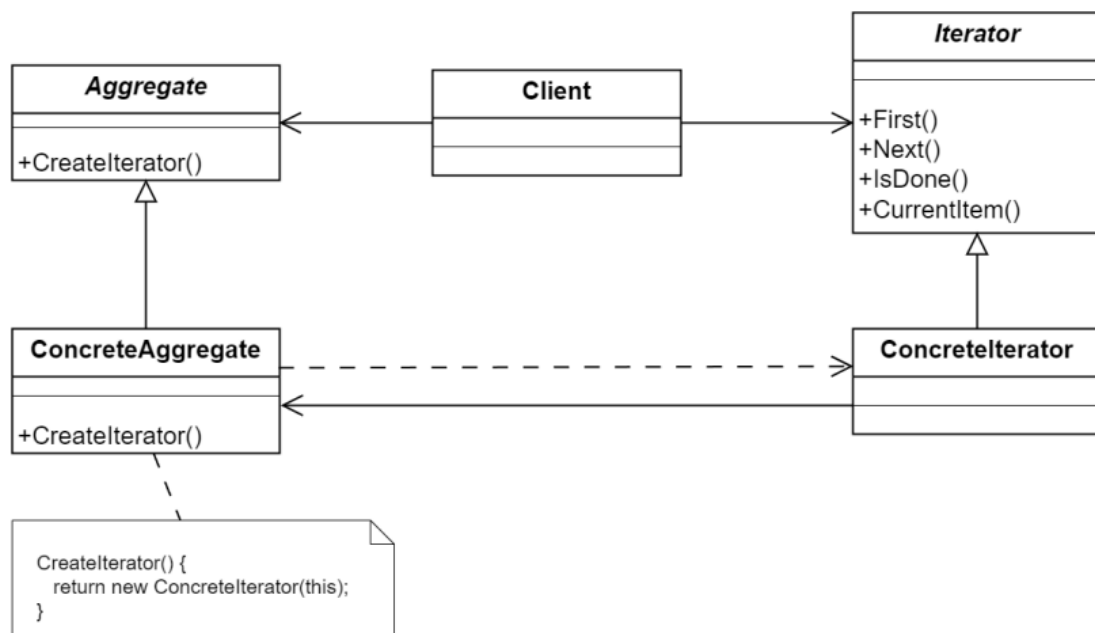 Aggregate
+CreateIterator()
Client
Iterator
+First()
+Next()
+IsDone()
+CurrentItem()
ConcreteAggregate
+CreateIterator()
ConcreteIterator
CreateIterator() {
return new ConcreteIterator(this);
}